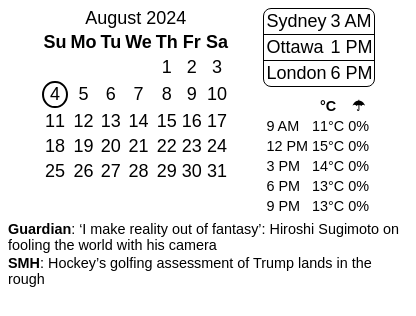 August 2024
Su Mo Tu We Th Fr Sa
1 2 3
4 5 6 7 8 9 10
11 12 13 14 15 16 17
18 19 20 21 22 23 24
25 26 27 28 29 30 31
Sydney 3 AM
Ottawa 1 PM
London 6 PM
°C ☂
9 AM 11°C 0%
12 PM 15°C 0%
3 PM 14°C 0%
6 PM 13°C 0%
9 PM 13°C 0%
Guardian: ‘I make reality out of fantasy’: Hiroshi Sugimoto on
fooling the world with his camera
SMH: Hockey’s golfing assessment of Trump lands in the
rough